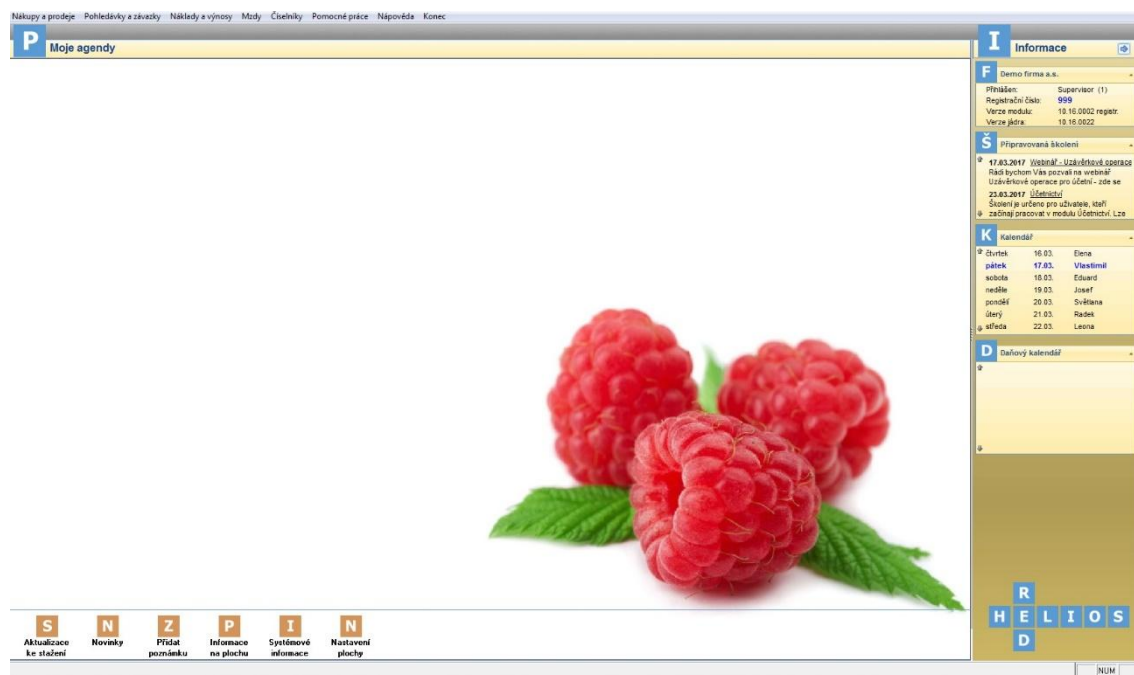 Nákupy a prodeje Pohledávky a závazky Náklady a výnosy Mzdy Číselníky Pomocné práce Nápověda Konec
P Moje agendy
I Informace
F Demo firma a.s.
Přihlášen: Supervisor (1)
Registrační číslo: 999
Verze modulu: 10.16.0002 registr.
Verze jádra: 10.16.0022
Š Připravovaná školení
17.03.2017 Webinář - Uzávěrkové operace
Rádi bychom Vás pozvali na webinář
Uzávěrkové operace pro účetní - zde se
23.03.2017 Účetnictví
Školení je určeno pro uživatele, kteří
začínají pracovat v modulu Účetnictví. Lze
K Kalendář
čtvrtek 16.03. Elena
pátek 17.03. Vlastimil
sobota 18.03. Eduard
neděle 19.03. Josef
pondělí 20.03. Světlana
úterý 21.03. Radek
středa 22.03. Leona
D Daňový kalendář
R
HELIOS
D
S N Z P I N
Aktualizace Novinky Přidat Informace Systémové Nastavení
ke stažení poznámku na plochu informace plochy
NUM